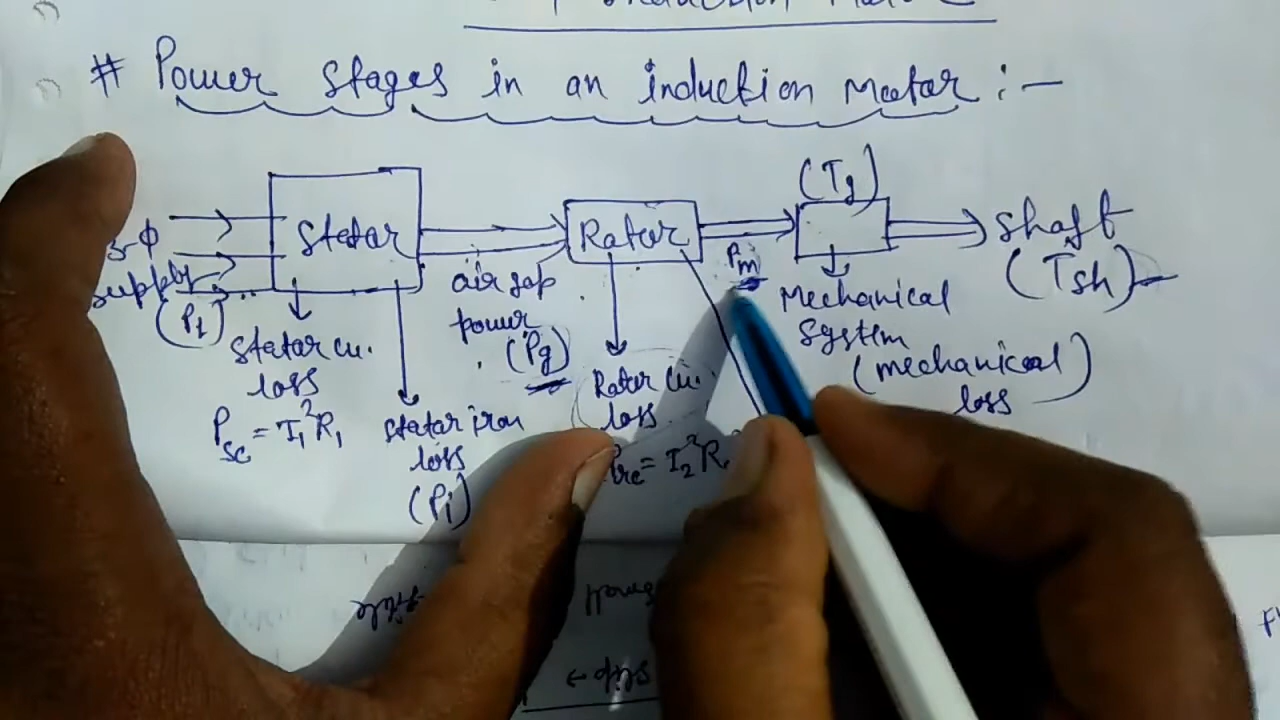 # Power stages in an induction Motor :-
(Tg)
3-Φ
supply
(P1)
Stator
Rotor
Pm
shaft
(Tsh)
air gap
power
(Pg)
Mechanical
system
(mechanical)
loss
stator cu.
loss
Psc = I1²R1
stator iron
loss
(Pi)
Rotor cu.
loss
= I2²R
slip →